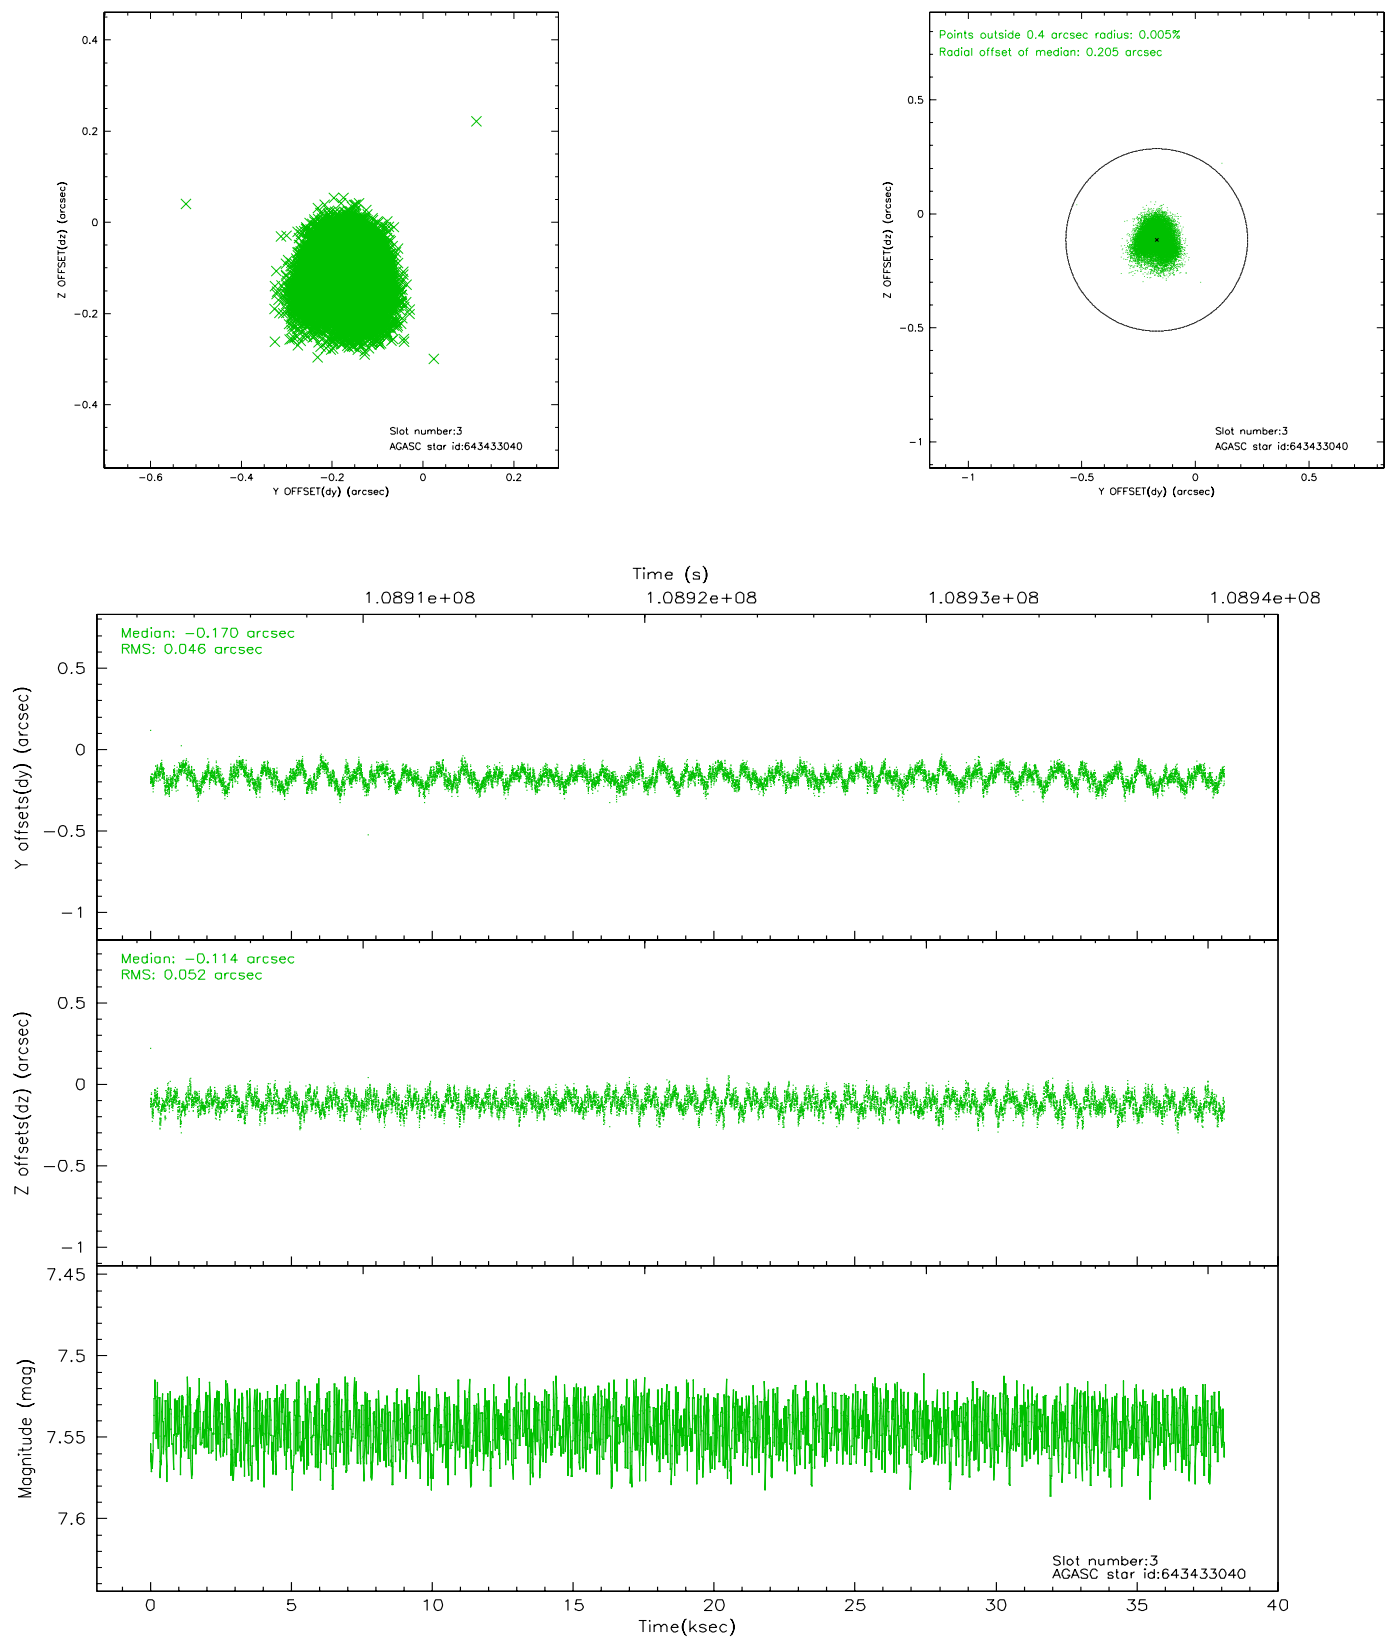 0.4
0.2
0
−0.2
−0.4
Z OFFSET(dz) (arcsec)
Slot number:3
AGASC star id:643433040
−0.6 −0.4 −0.2 0 0.2
Y OFFSET(dy) (arcsec)
Points outside 0.4 arcsec radius: 0.005%
Radial offset of median: 0.205 arcsec
0.5
0
−0.5
−1
Z OFFSET(dz) (arcsec)
Slot number:3
AGASC star id:643433040
−1 −0.5 0 0.5
Y OFFSET(dy) (arcsec)
Time (s)
1.0891e+08 1.0892e+08 1.0893e+08 1.0894e+08
Median: −0.170 arcsec
RMS: 0.046 arcsec
0.5
0
−0.5
−1
Y offsets(dy) (arcsec)
Median: −0.114 arcsec
RMS: 0.052 arcsec
0.5
0
−0.5
−1
Z offsets(dz) (arcsec)
7.45
7.5
7.55
7.6
Magnitude (mag)
Slot number:3
AGASC star id:643433040
0 5 10 15 20 25 30 35 40
Time(ksec)